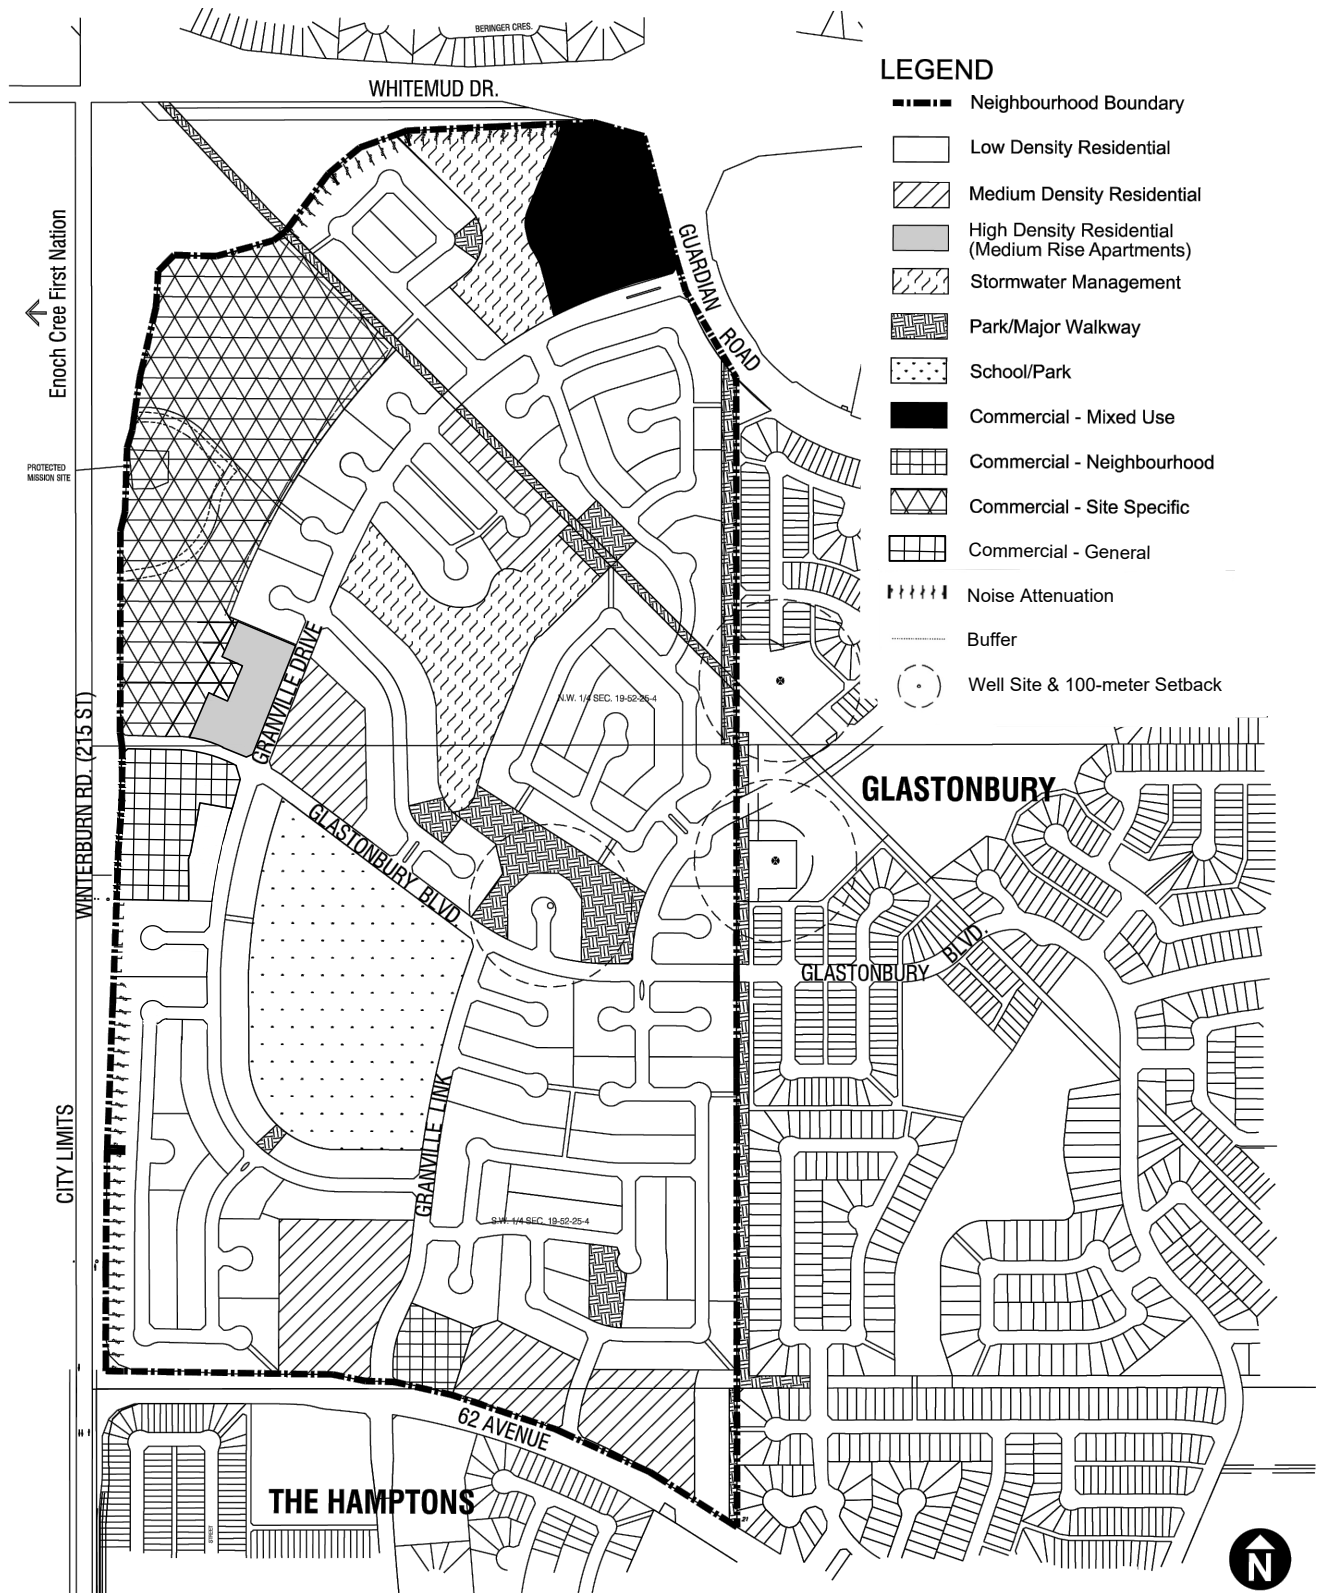 BERINGER CRES.
WHITEMUD DR.
LEGEND
Neighbourhood Boundary
Low Density Residential
Medium Density Residential
High Density Residential
(Medium Rise Apartments)
Stormwater Management
Park/Major Walkway
School/Park
Commercial - Mixed Use
Commercial - Neighbourhood
Commercial - Site Specific
Commercial - General
Noise Attenuation
Buffer
Well Site & 100-meter Setback
Enoch Cree First Nation
GUARDIAN ROAD
PROTECTED
MISSION SITE
GRANVILLE DRIVE
N.W. 1/4 SEC. 19-52-25-4
WINTERBURN RD. (215 ST)
GLASTONBURY
GLASTONBURY BLVD
GLASTONBURY BLVD.
CITY LIMITS
GRANVILLE LINK
S.W. 1/4 SEC. 19-52-25-4
62 AVENUE
THE HAMPTONS
STREET
21
N